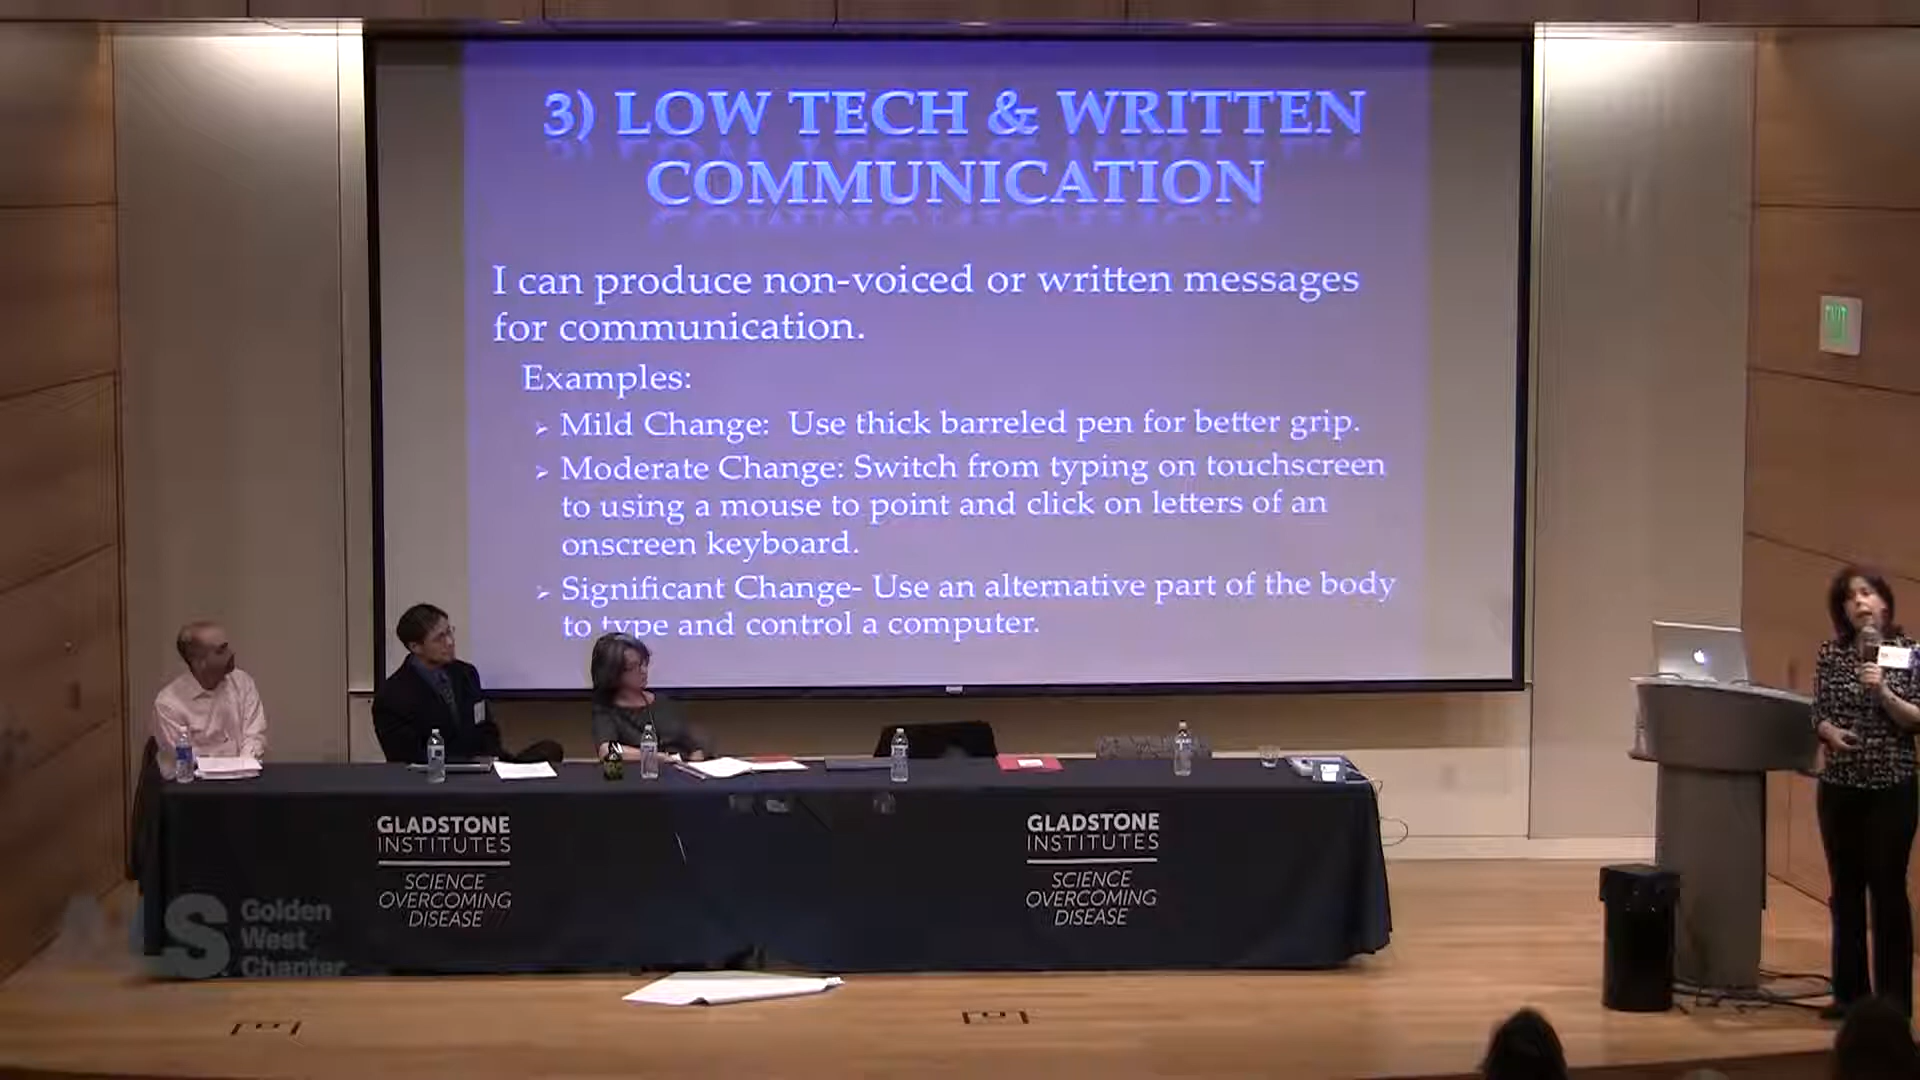 3) LOW TECH & WRITTEN
COMMUNICATION
I can produce non-voiced or written messages
for communication.
Examples:
➢ Mild Change:  Use thick barreled pen for better grip.
➢ Moderate Change: Switch from typing on touchscreen
to using a mouse to point and click on letters of an
onscreen keyboard.
➢ Significant Change- Use an alternative part of the body
to type and control a computer.
EXIT
GLADSTONE
INSTITUTES
SCIENCE
OVERCOMING
DISEASE
GLADSTONE
INSTITUTES
SCIENCE
OVERCOMING
DISEASE
ALS
Golden
West
Chapter